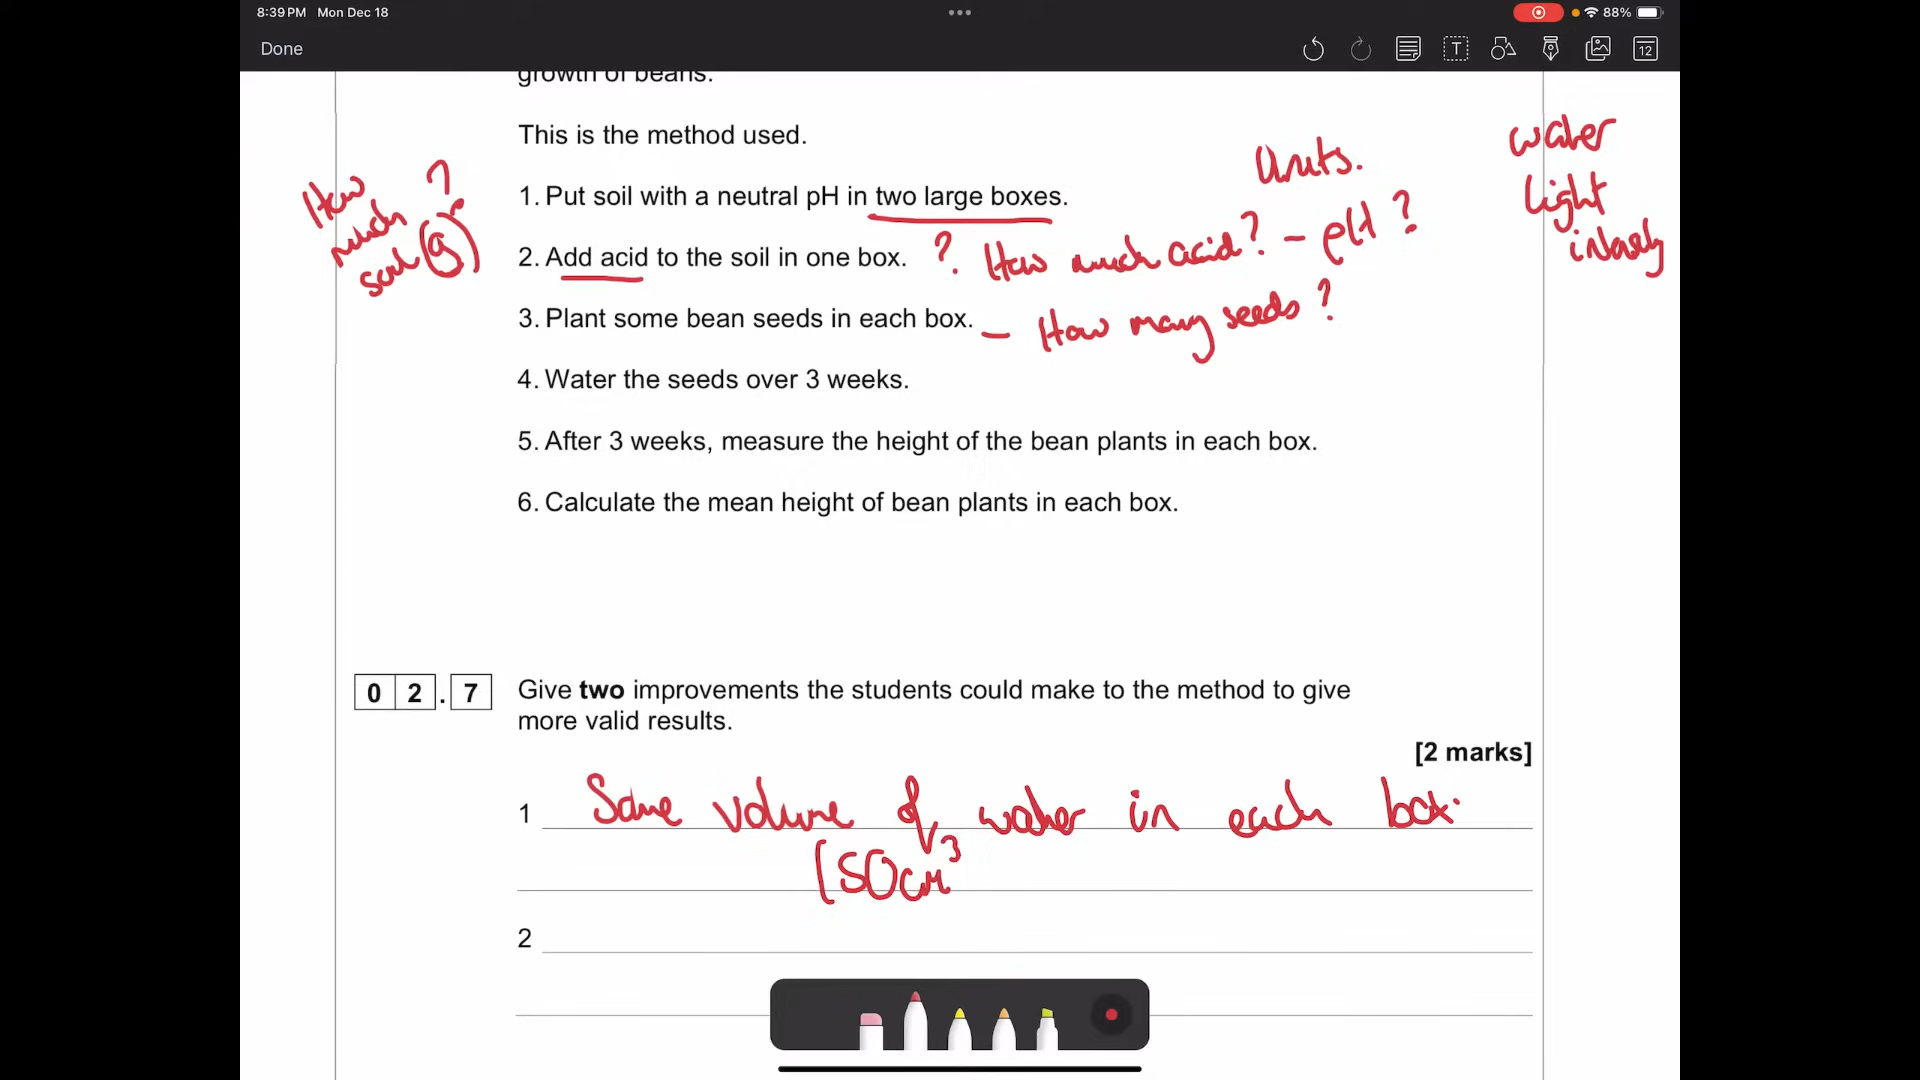 8:39 PM Mon Dec 18
88%
Done
T
12
growth of beans.
This is the method used.
Units.
water
light
intensity
How much soil (g)?
1. Put soil with a neutral pH in two large boxes.
2. Add acid to the soil in one box. ? How much acid? – pH?
3. Plant some bean seeds in each box. – How many seeds?
4. Water the seeds over 3 weeks.
5. After 3 weeks, measure the height of the bean plants in each box.
6. Calculate the mean height of bean plants in each box.
0 2 . 7 Give two improvements the students could make to the method to give
more valid results.
[2 marks]
1 Same volume of water in each box.
(50cm³
2